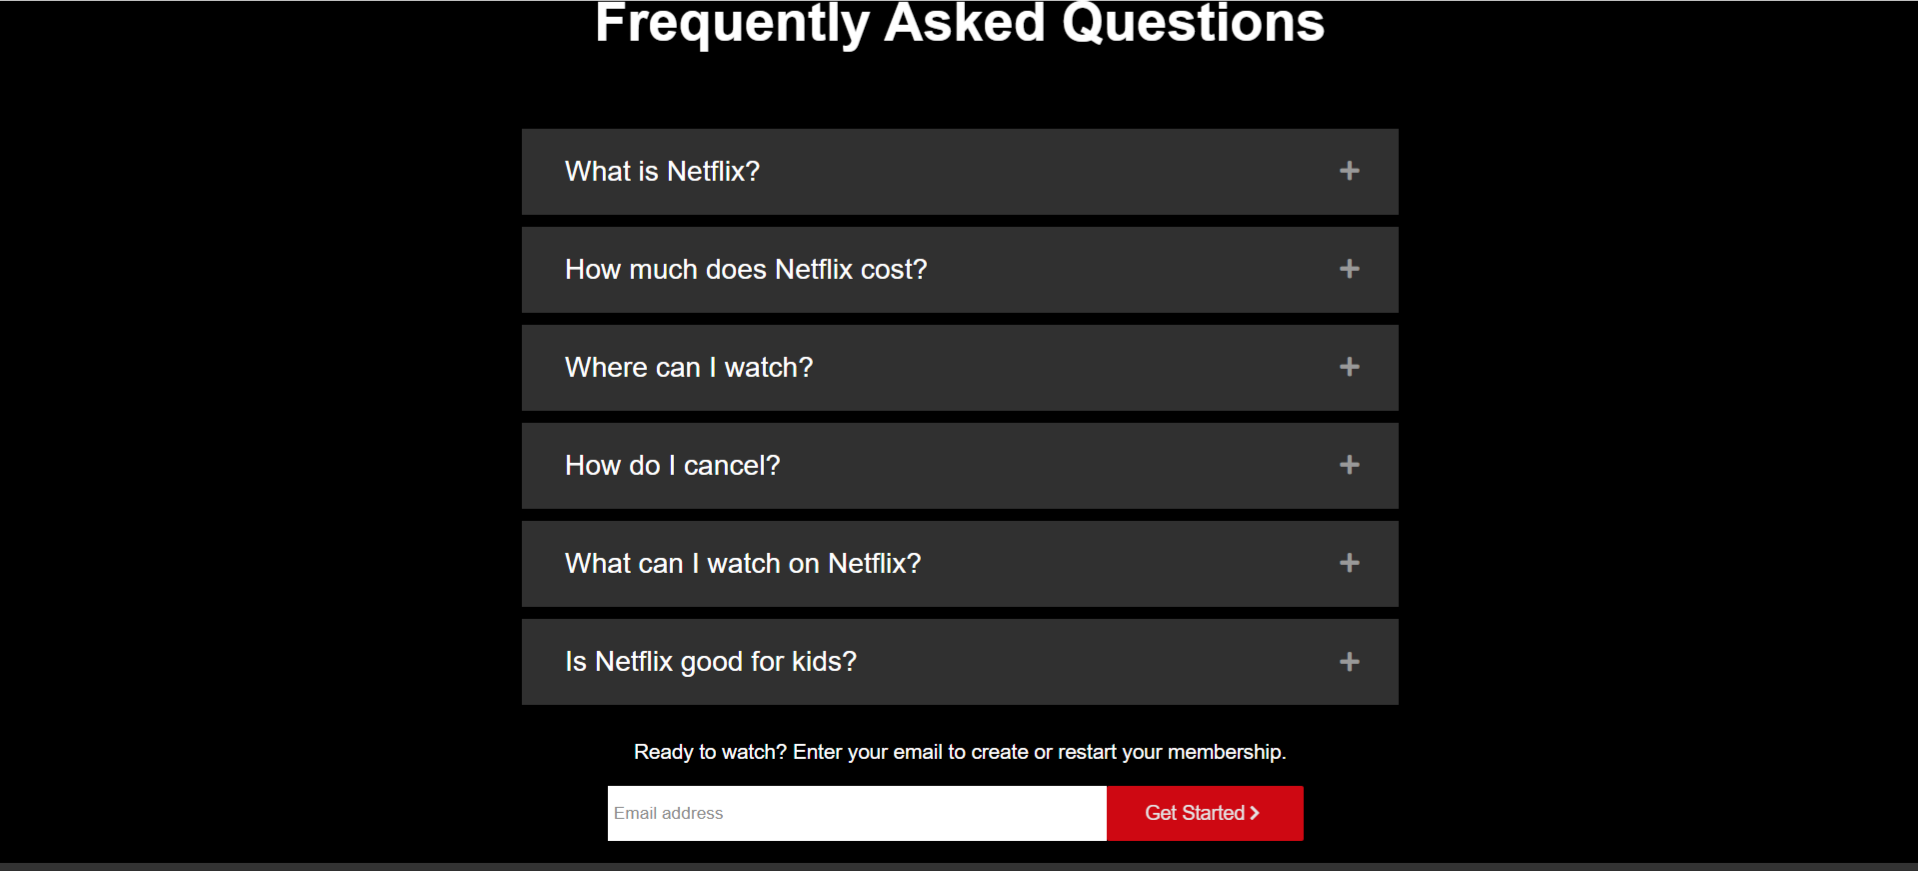 Frequently Asked Questions
What is Netflix?
How much does Netflix cost?
Where can I watch?
How do I cancel?
What can I watch on Netflix?
Is Netflix good for kids?
Ready to watch? Enter your email to create or restart your membership.
Email address
Get Started